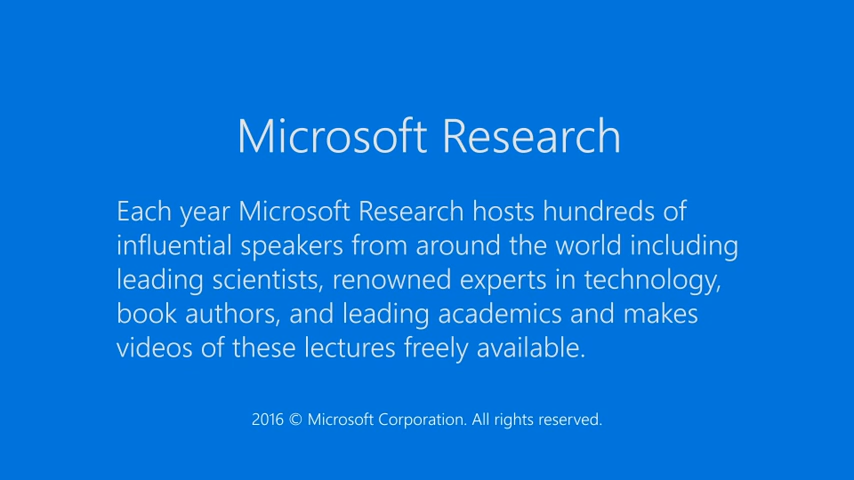 Microsoft Research
Each year Microsoft Research hosts hundreds of
influential speakers from around the world including
leading scientists, renowned experts in technology,
book authors, and leading academics and makes
videos of these lectures freely available.
2016 © Microsoft Corporation. All rights reserved.